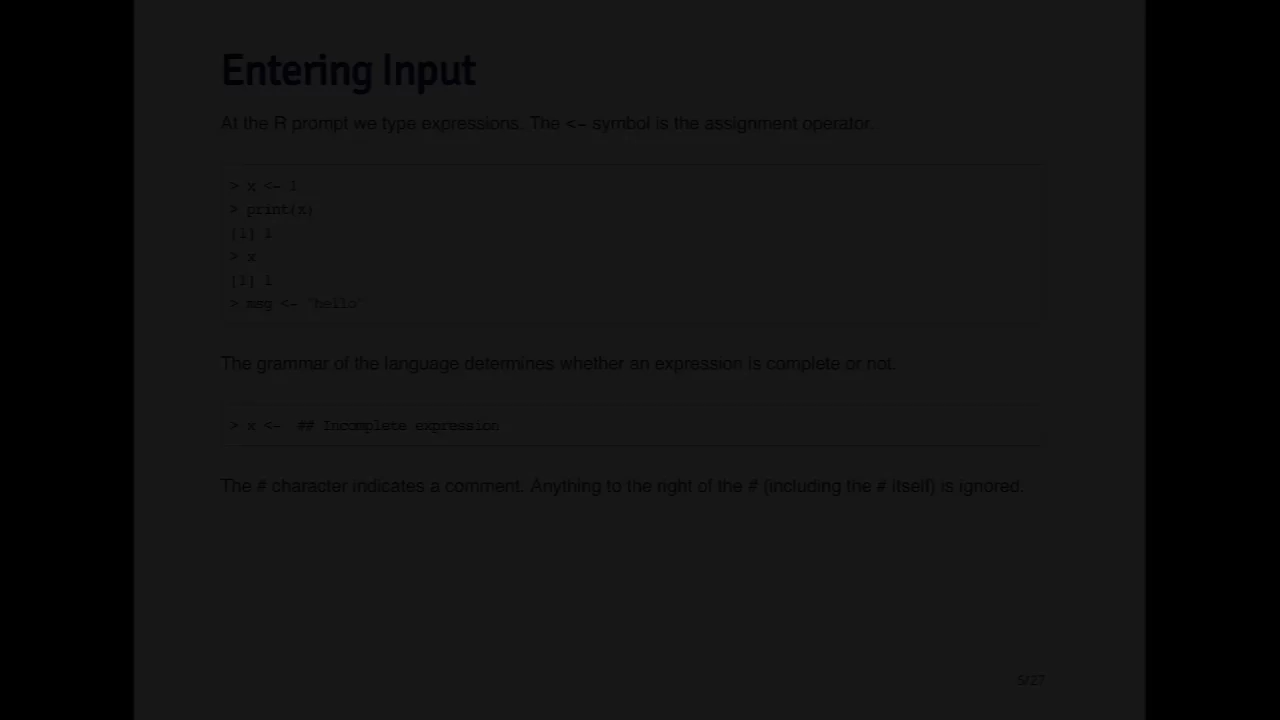 Entering Input
At the R prompt we type expressions. The <- symbol is the assignment operator.
> x <- 1
> print(x)
[1] 1
> x
[1] 1
> msg <- "hello"
The grammar of the language determines whether an expression is complete or not.
> x <-  ## Incomplete expression
The # character indicates a comment. Anything to the right of the # (including the # itself) is ignored.
5/27